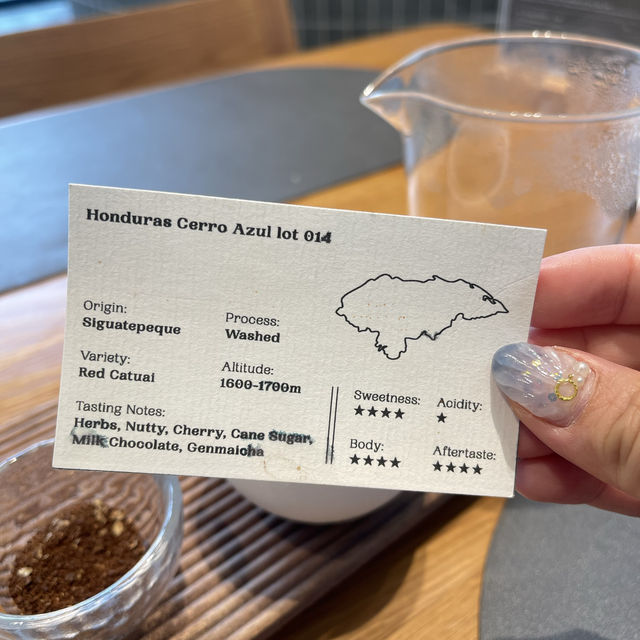 Honduras Cerro Azul lot 014
Origin:
Siguatepeque
Process:
Washed
Variety:
Red Catuai
Altitude:
1600-1700m
Tasting Notes:
Herbs, Nutty, Cherry, Cane Sugar,
Milk Chocolate, Genmaicha
Sweetness:
★★★★
Acidity:
★
Body:
★★★★
Aftertaste:
★★★★